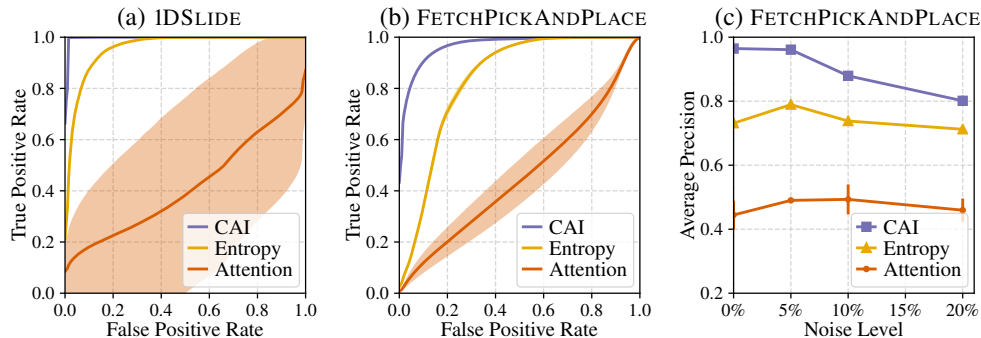 (a) 1DSLIDE
True Positive Rate
1.0
0.8
0.6
0.4
0.2
0.0
CAI
Entropy
Attention
0.0 0.2 0.4 0.6 0.8 1.0
False Positive Rate
(b) FETCHPICKANDPLACE
True Positive Rate
1.0
0.8
0.6
0.4
0.2
0.0
CAI
Entropy
Attention
0.0 0.2 0.4 0.6 0.8 1.0
False Positive Rate
(c) FETCHPICKANDPLACE
Average Precision
1.0
0.8
0.6
0.4
0.2
CAI
Entropy
Attention
0% 5% 10% 15% 20%
Noise Level